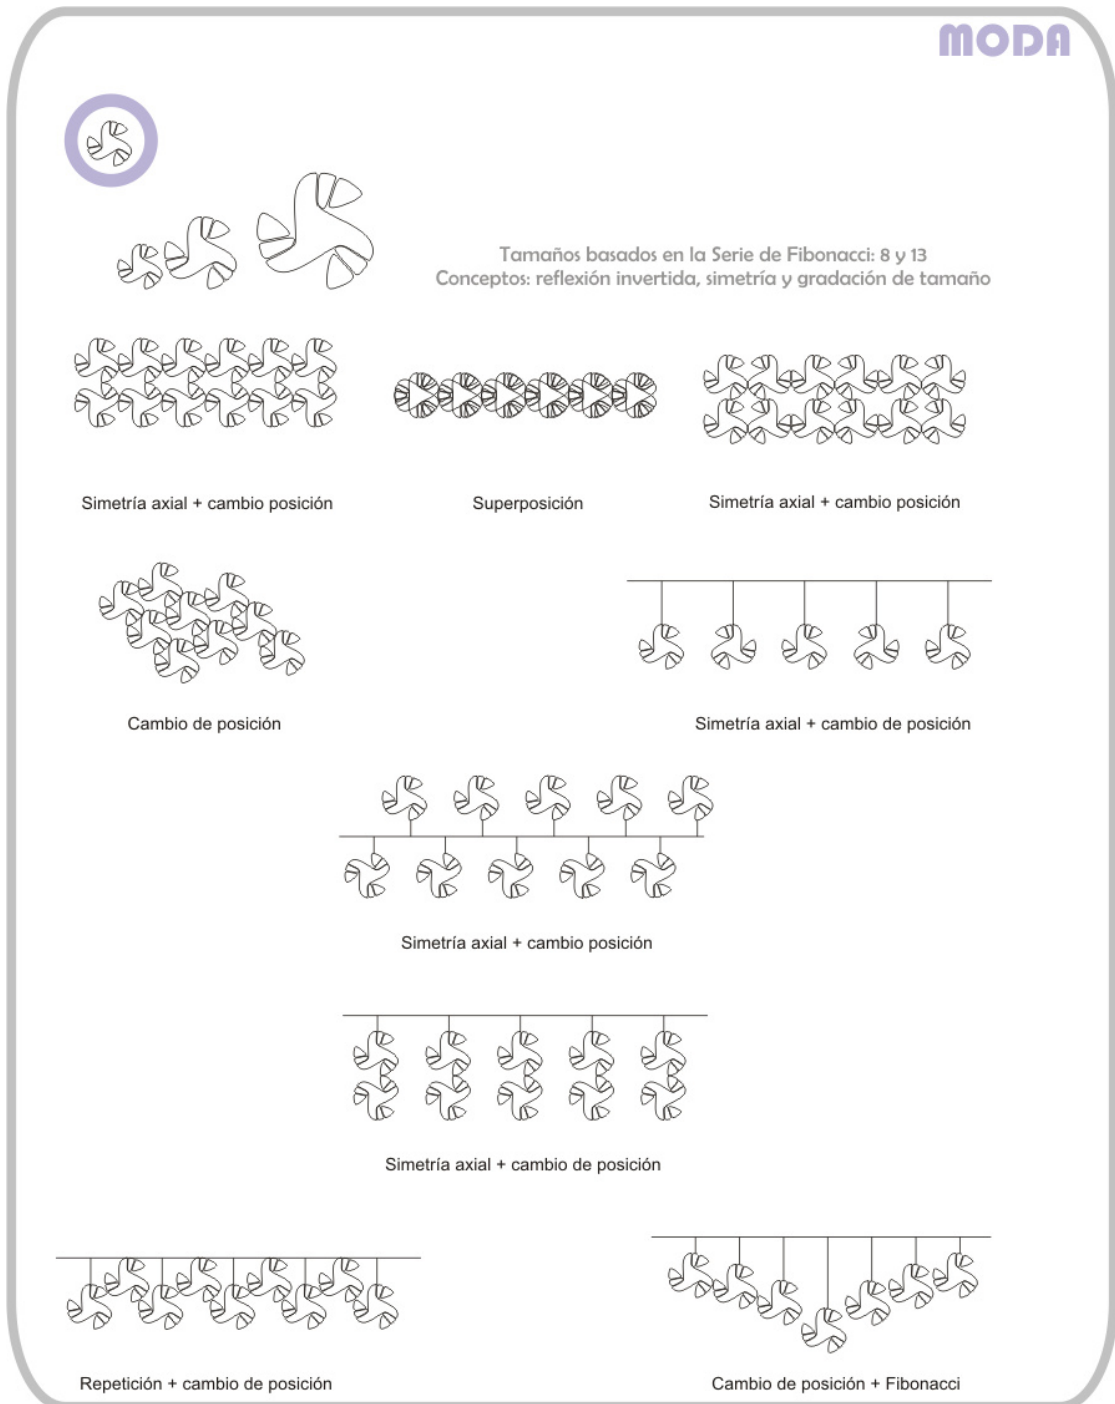 MODA
Tamaños basados en la Serie de Fibonacci: 8 y 13
Conceptos: reflexión invertida, simetría y gradación de tamaño
Simetría axial + cambio posición
Superposición
Simetría axial + cambio posición
Cambio de posición
Simetría axial + cambio de posición
Simetría axial + cambio posición
Simetría axial + cambio de posición
Repetición + cambio de posición
Cambio de posición + Fibonacci